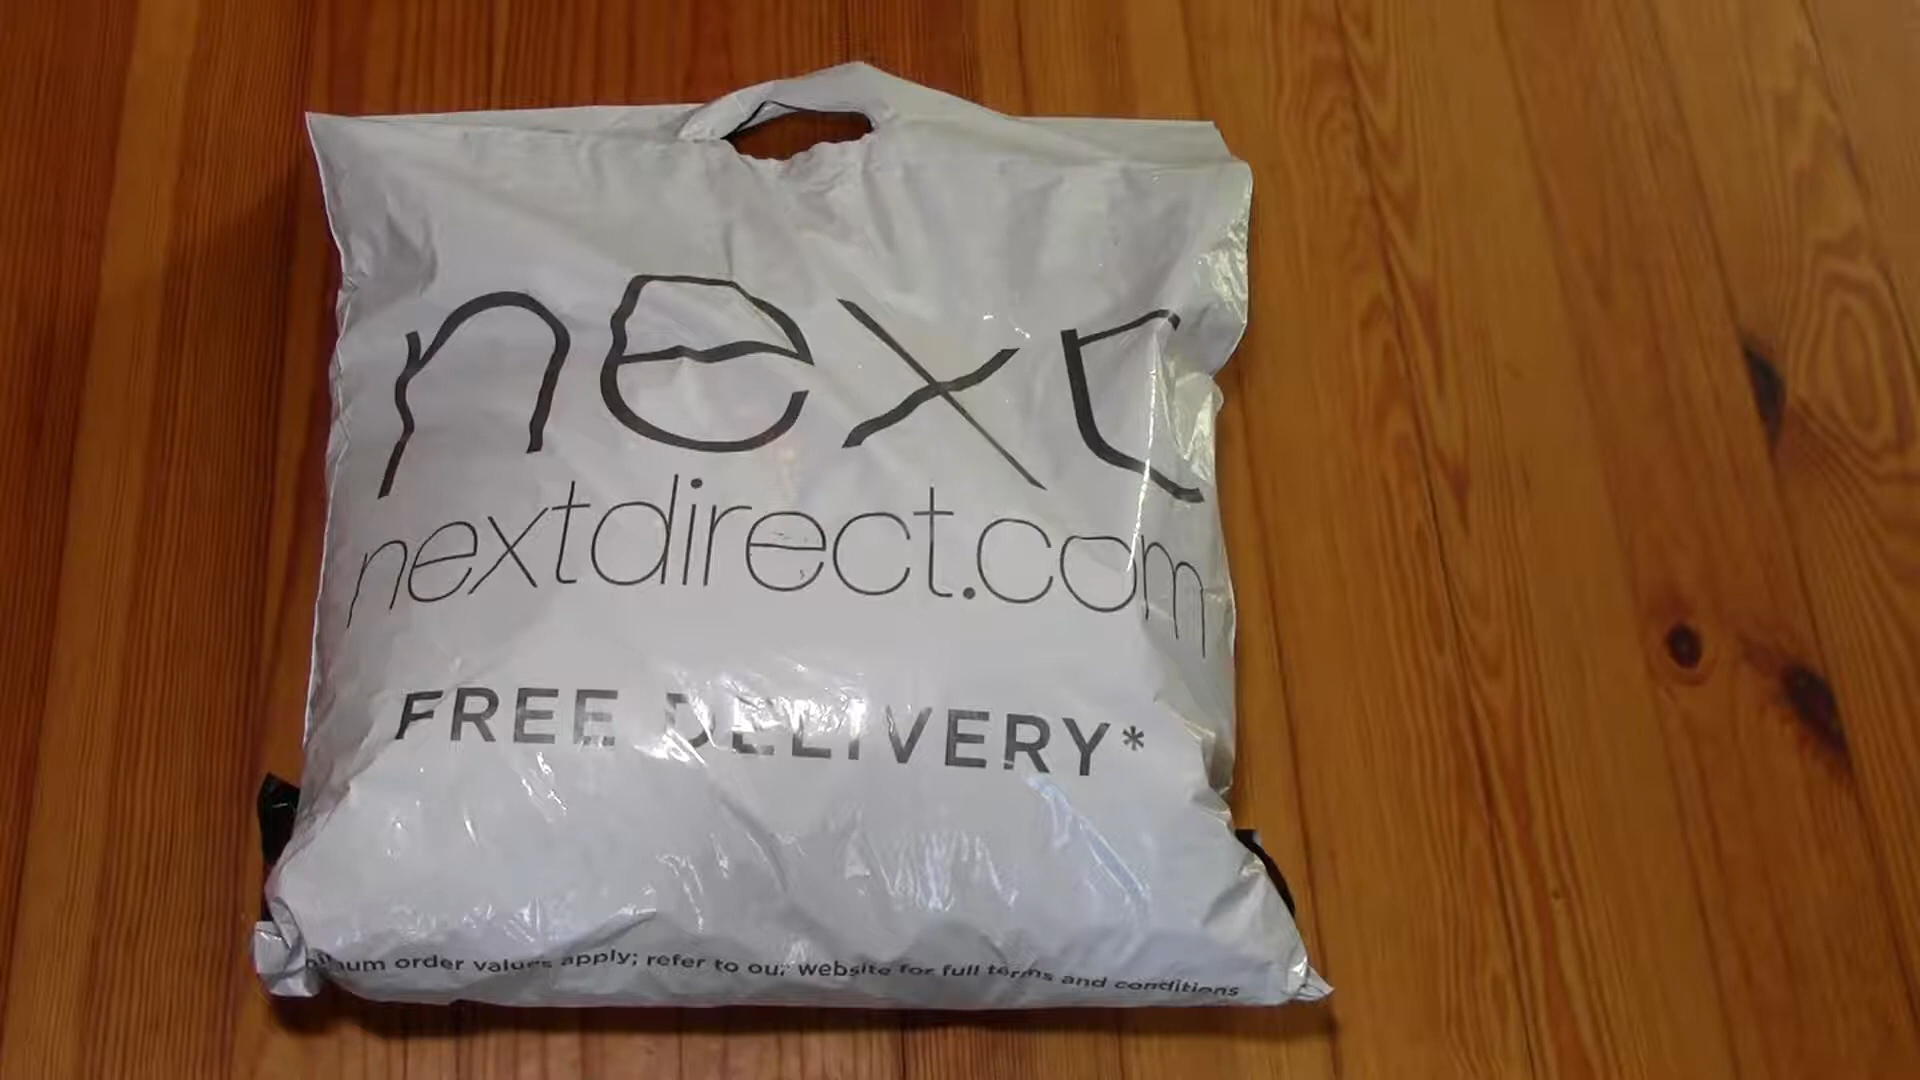 next
nextdirect.com
FREE DELIVERY*
order values apply; refer to our website for full terms and conditions